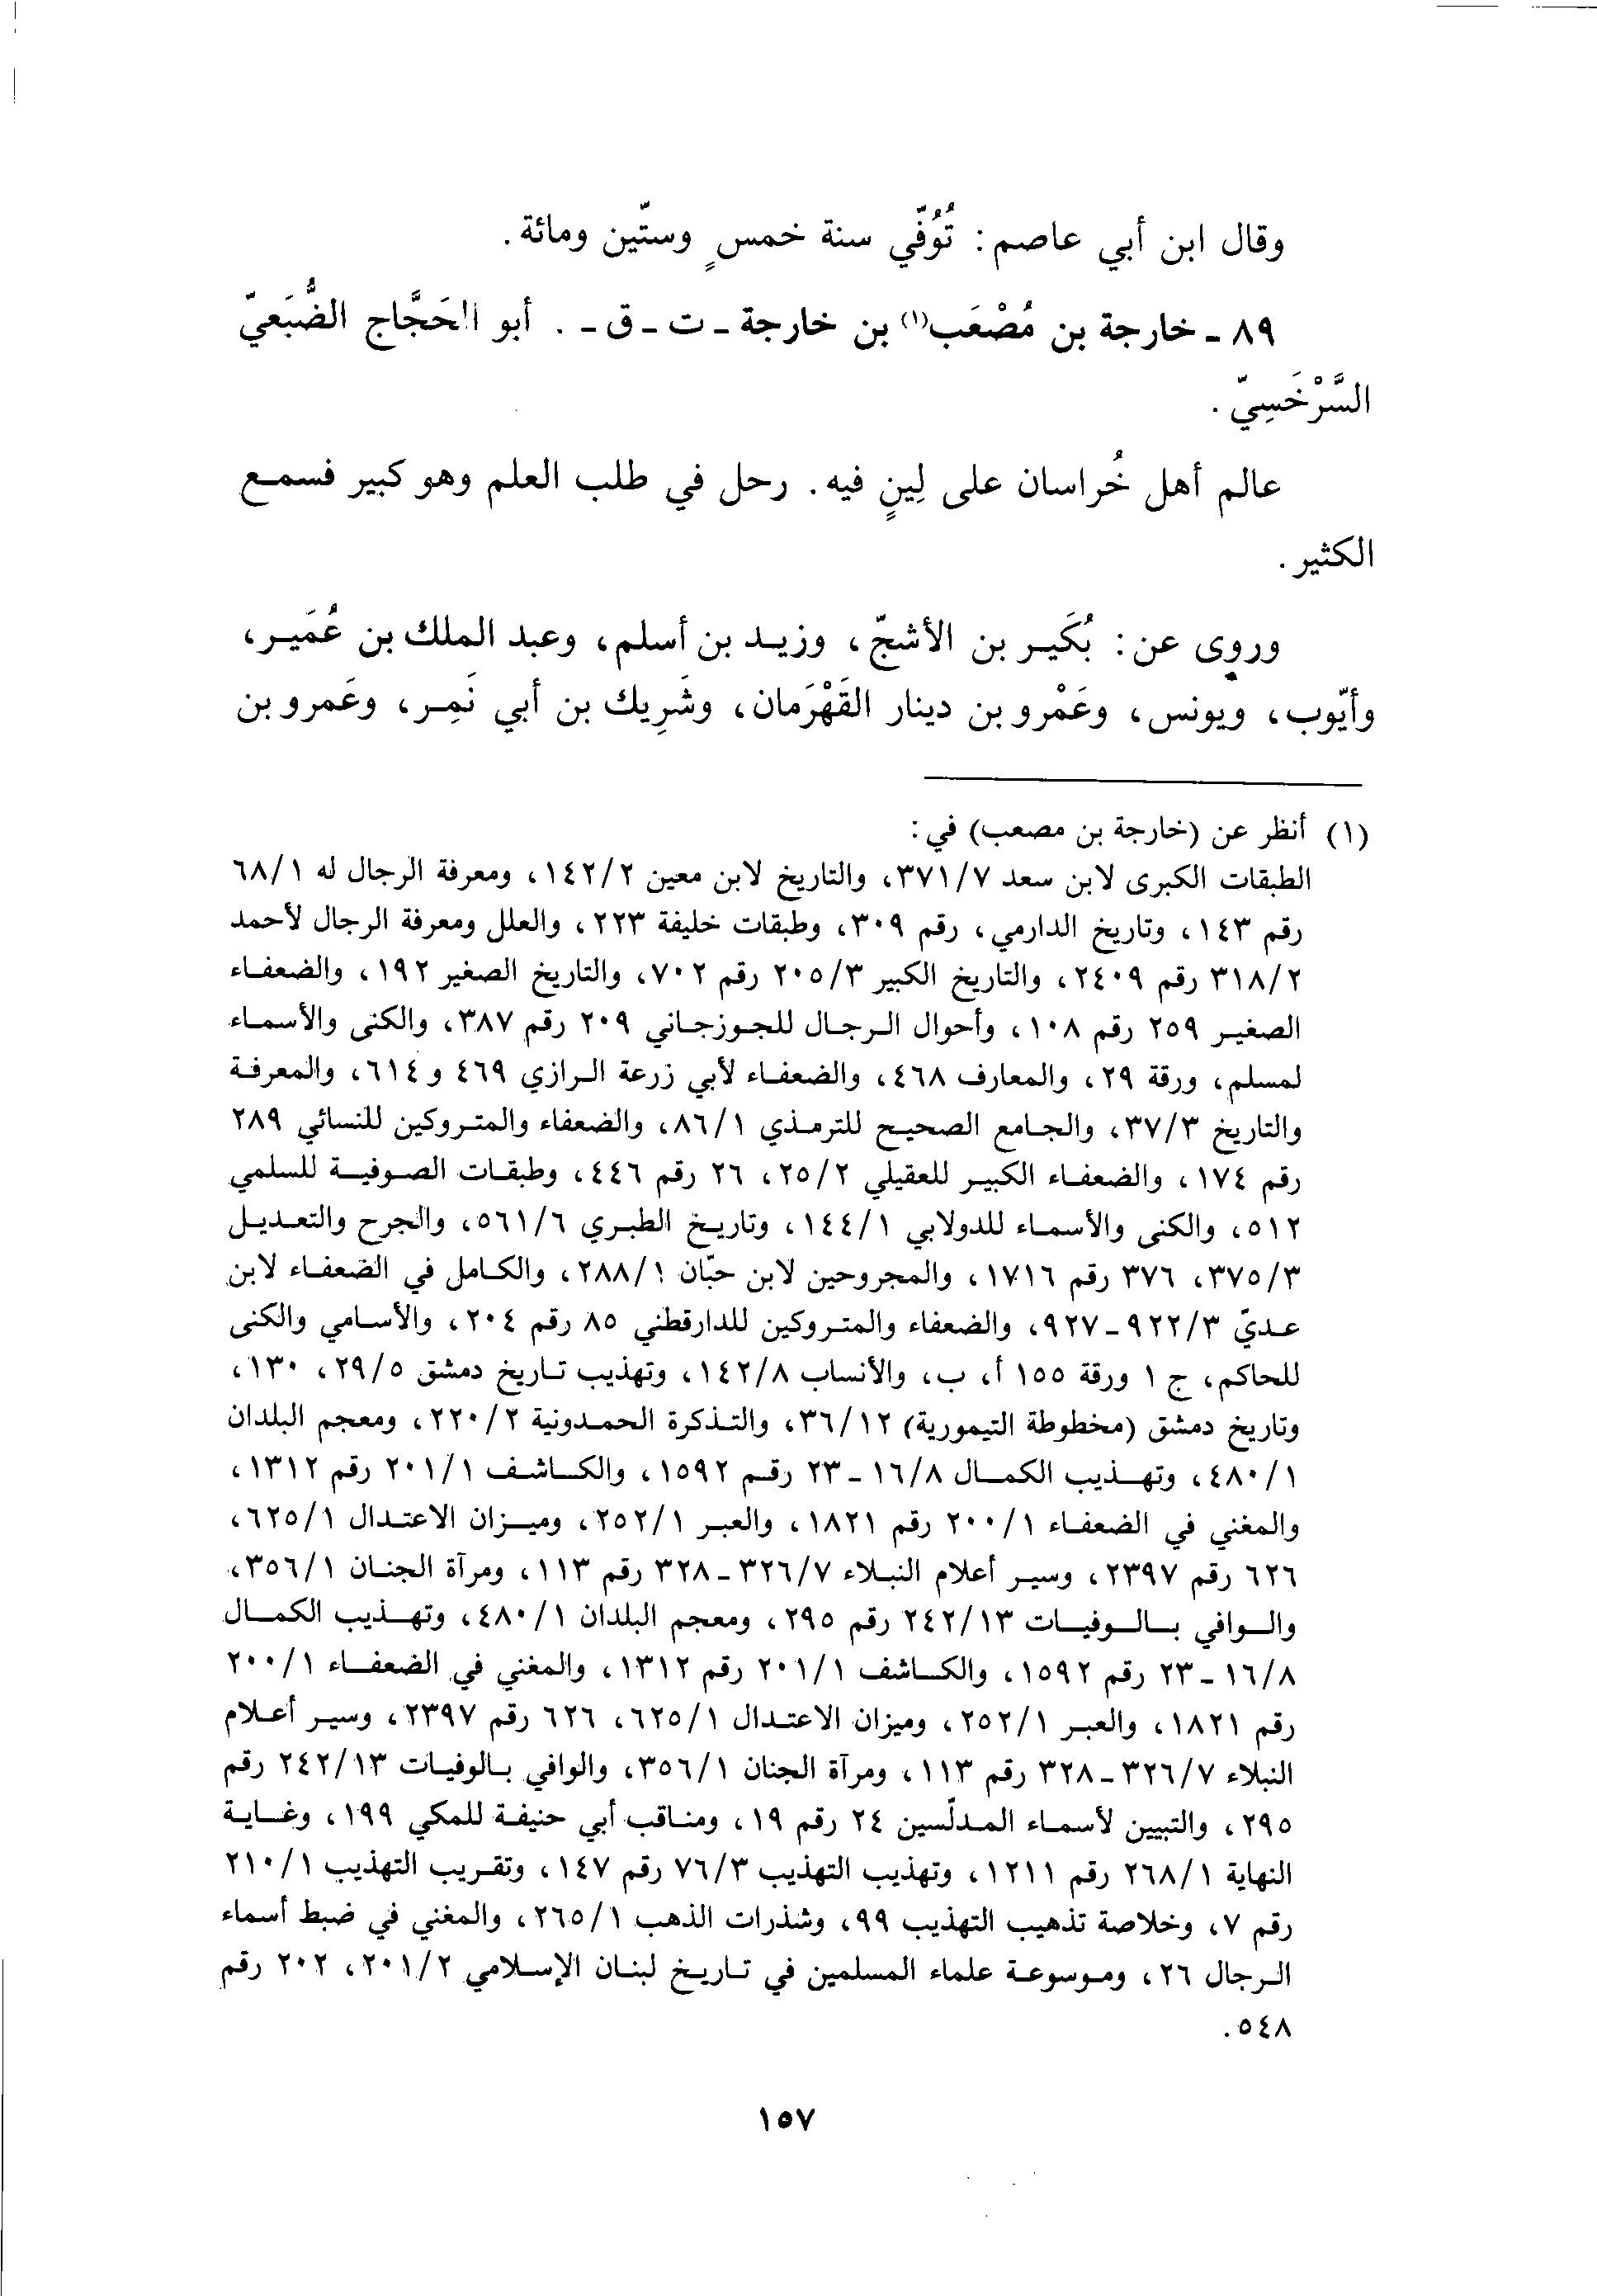 وقال ابن أبي عاصم: تُوُفّي سنة خمسٍ وستّين ومائة.
٨٩ - خارجة بن مُصْعَب(١) بن خارجة - ت - ق - . أبو الحَجَّاج الضُّبَعيّ
السَّرْخَسِيّ.
عالم أهل خُراسان على لِينٍ فيه. رحل في طلب العلم وهو كبير فسمع
الكثير.
وروى عن: بُكَير بن الأشجّ، وزيد بن أسلم، وعبد الملك بن عُمَير،
وأيّوب، ويونس، وعَمْرو بن دينار القَهْرَمان، وشَرِيك بن أبي نَمِر، وعَمرو بن
(١) أنظر عن (خارجة بن مصعب) في:
الطبقات الكبرى لابن سعد ٣٧١/٧، والتاريخ لابن معين ١٤٢/٢، ومعرفة الرجال له ٦٨/١
رقم ١٤٣، وتاريخ الدارمي، رقم ٣٠٩، وطبقات خليفة ٢٢٣، والعلل ومعرفة الرجال لأحمد
٣١٨/٢ رقم ٢٤٠٩، والتاريخ الكبير ٢٠٥/٣ رقم ٧٠٢، والتاريخ الصغير ١٩٢، والضعفاء
الصغير ٢٥٩ رقم ١٠٨، وأحوال الرجال للجوزجاني ٢٠٩ رقم ٣٨٧، والكنى والأسماء
لمسلم، ورقة ٢٩، والمعارف ٤٦٨، والضعفاء لأبي زرعة الرازي ٤٦٩ و ٦١٤، والمعرفة
والتاريخ ٣٧/٣، والجامع الصحيح للترمذي ٨٦/١، والضعفاء والمتروكين للنسائي ٢٨٩
رقم ١٧٤، والضعفاء الكبير للعقيلي ٢٥/٢، ٢٦ رقم ٤٤٦، وطبقات الصوفية للسلمي
٥١٢، والكنى والأسماء للدولابي ١٤٤/١، وتاريخ الطبري ٥٦١/٦، والجرح والتعديل
٣٧٥/٣، ٣٧٦ رقم ١٧١٦، والمجروحين لابن حبّان ٢٨٨/١، والكامل في الضعفاء لابن
عديّ ٩٢٢/٣ - ٩٢٧، والضعفاء والمتروكين للدارقطني ٨٥ رقم ٢٠٤، والأسامي والكنى
للحاكم، ج ١ ورقة ١٥٥ أ، ب، والأنساب ١٤٢/٨، وتهذيب تاريخ دمشق ٢٩/٥، ١٣٠،
وتاريخ دمشق (مخطوطة التيمورية) ٣٦/١٢، والتذكرة الحمدونية ٢٢٠/٢، ومعجم البلدان
٤٨٠/١، وتهذيب الكمال ١٦/٨ - ٢٣ رقم ١٥٩٢، والكاشف ٢٠١/١ رقم ١٣١٢،
والمغني في الضعفاء ٢٠٠/١ رقم ١٨٢١، والعبر ٢٥٢/١، وميزان الاعتدال ٦٢٥/١،
٦٢٦ رقم ٢٣٩٧، وسير أعلام النبلاء ٣٢٦/٧ - ٣٢٨ رقم ١١٣، ومرآة الجنان ٣٥٦/١،
والوافي بالوفيات ٢٤٢/١٣ رقم ٢٩٥، ومعجم البلدان ٤٨٠/١، وتهذيب الكمال
١٦/٨ - ٢٣ رقم ١٥٩٢، والكاشف ٢٠١/١ رقم ١٣١٢، والمغني في الضعفاء ٢٠٠/١
رقم ١٨٢١، والعبر ٢٥٢/١، وميزان الاعتدال ٦٢٥/١، ٦٢٦ رقم ٢٣٩٧، وسير أعلام
النبلاء ٣٢٦/٧ - ٣٢٨ رقم ١١٣، ومرآة الجنان ٣٥٦/١، والوافي بالوفيات ٢٤٢/١٣ رقم
٢٩٥، والتبيين لأسماء المدلّسين ٢٤ رقم ١٩، ومناقب أبي حنيفة للمكي ١٩٩، وغاية
النهاية ٢٦٨/١ رقم ١٢١١، وتهذيب التهذيب ٧٦/٣ رقم ١٤٧، وتقريب التهذيب ٢١٠/١
رقم ٧، وخلاصة تذهيب التهذيب ٩٩، وشذرات الذهب ٢٦٥/١، والمغني في ضبط أسماء
الرجال ٢٦، وموسوعة علماء المسلمين في تاريخ لبنان الإسلامي ٢٠١/٢، ٢٠٢ رقم
٥٤٨.
١٥٧